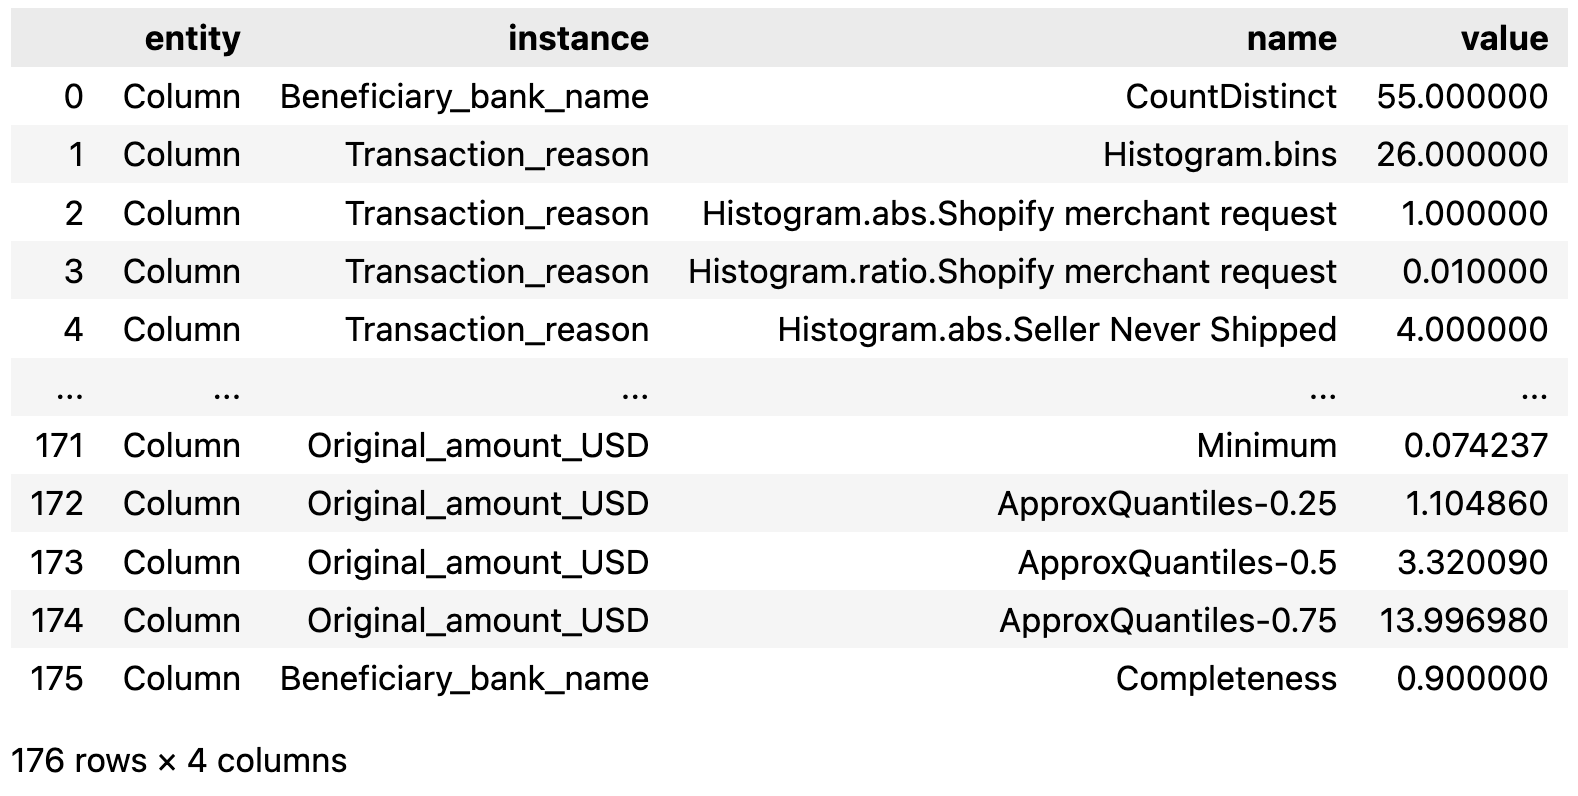 entity instance name value
0 Column Beneficiary_bank_name CountDistinct 55.000000
1 Column Transaction_reason Histogram.bins 26.000000
2 Column Transaction_reason Histogram.abs.Shopify merchant request 1.000000
3 Column Transaction_reason Histogram.ratio.Shopify merchant request 0.010000
4 Column Transaction_reason Histogram.abs.Seller Never Shipped 4.000000
... ... ... ... ...
171 Column Original_amount_USD Minimum 0.074237
172 Column Original_amount_USD ApproxQuantiles-0.25 1.104860
173 Column Original_amount_USD ApproxQuantiles-0.5 3.320090
174 Column Original_amount_USD ApproxQuantiles-0.75 13.996980
175 Column Beneficiary_bank_name Completeness 0.900000
176 rows × 4 columns